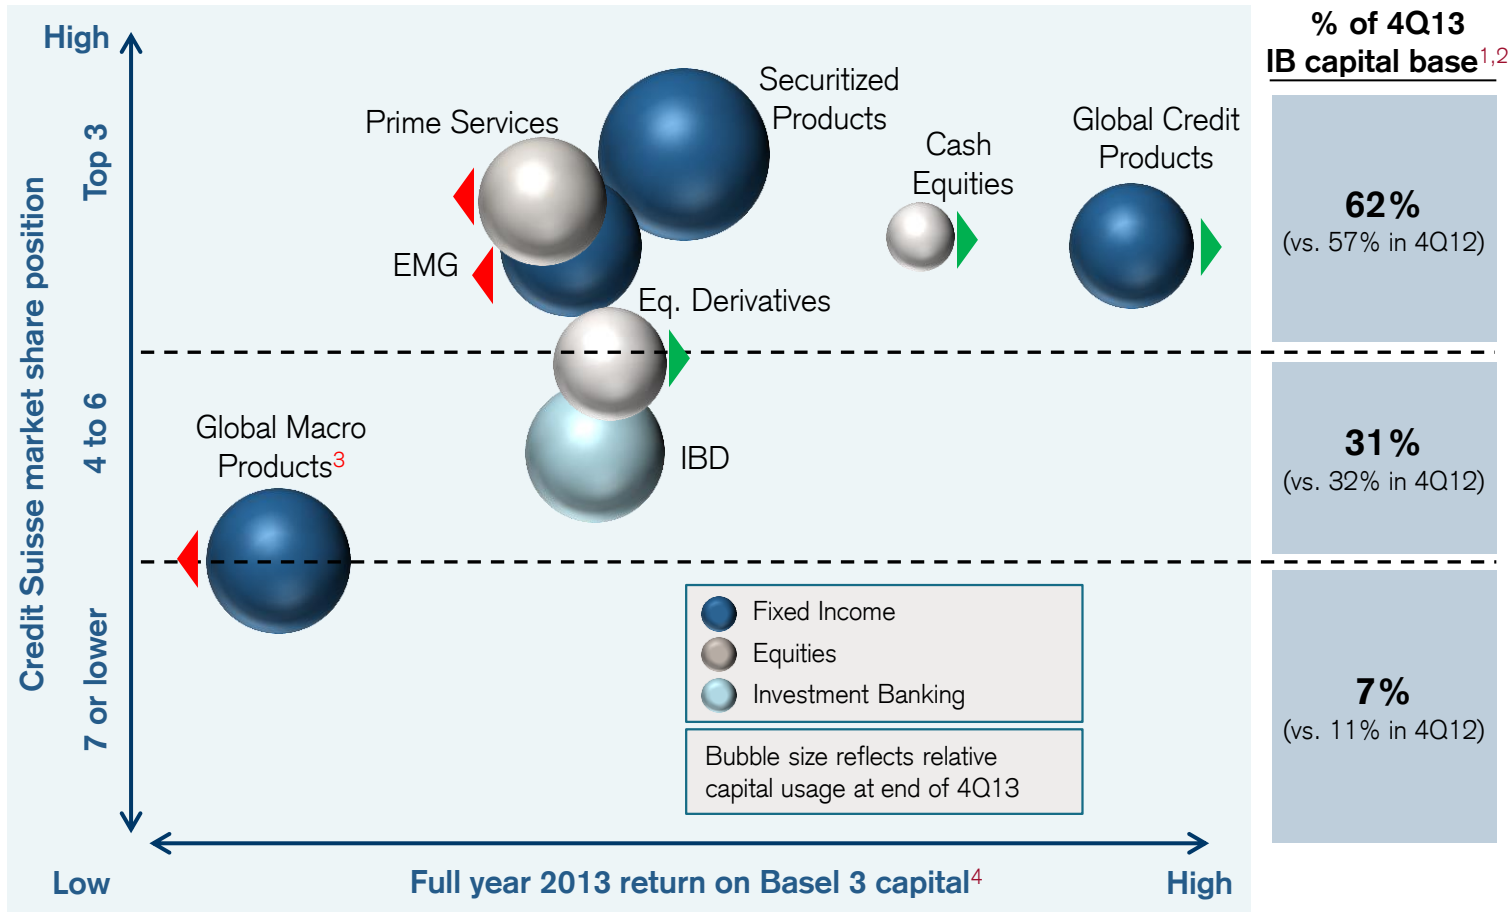 High
% of 4Q13
IB capital base1,2
Credit Suisse market share position
Top 3
4 to 6
7 or lower
Securitized
Products
Prime Services
Cash
Equities
Global Credit
Products
EMG
Eq. Derivatives
62%
(vs. 57% in 4Q12)
Global Macro
Products3
IBD
31%
(vs. 32% in 4Q12)
Fixed Income
Equities
Investment Banking
7%
(vs. 11% in 4Q12)
Bubble size reflects relative
capital usage at end of 4Q13
Low
Full year 2013 return on Basel 3 capital4
High